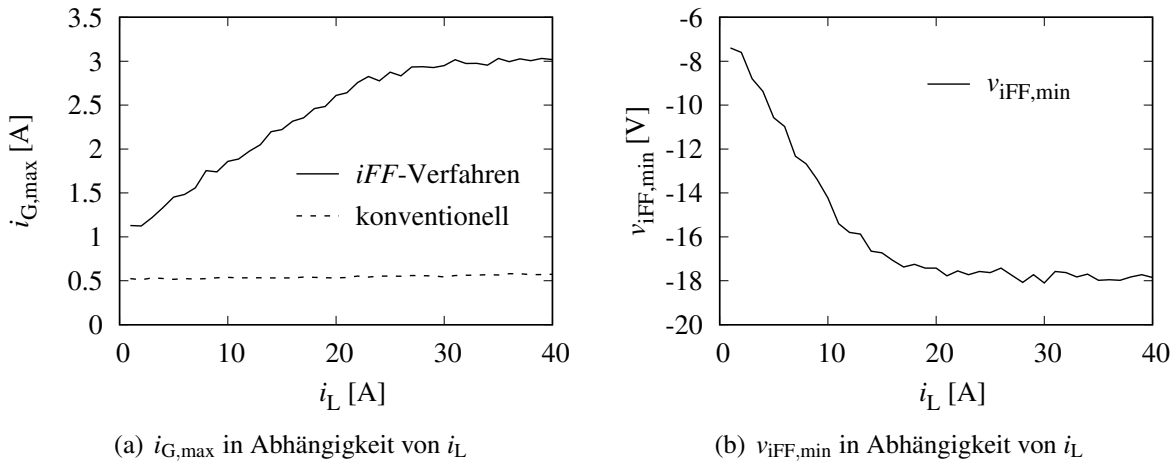 3.5
3
2.5
2
1.5
1
0.5
0
0
10
20
30
40
i_G,max [A]
i_L [A]
iFF-Verfahren
konventionell
(a) i_G,max in Abhängigkeit von i_L
-6
-8
-10
-12
-14
-16
-18
-20
0
10
20
30
40
v_iFF,min [V]
i_L [A]
v_iFF,min
(b) v_iFF,min in Abhängigkeit von i_L